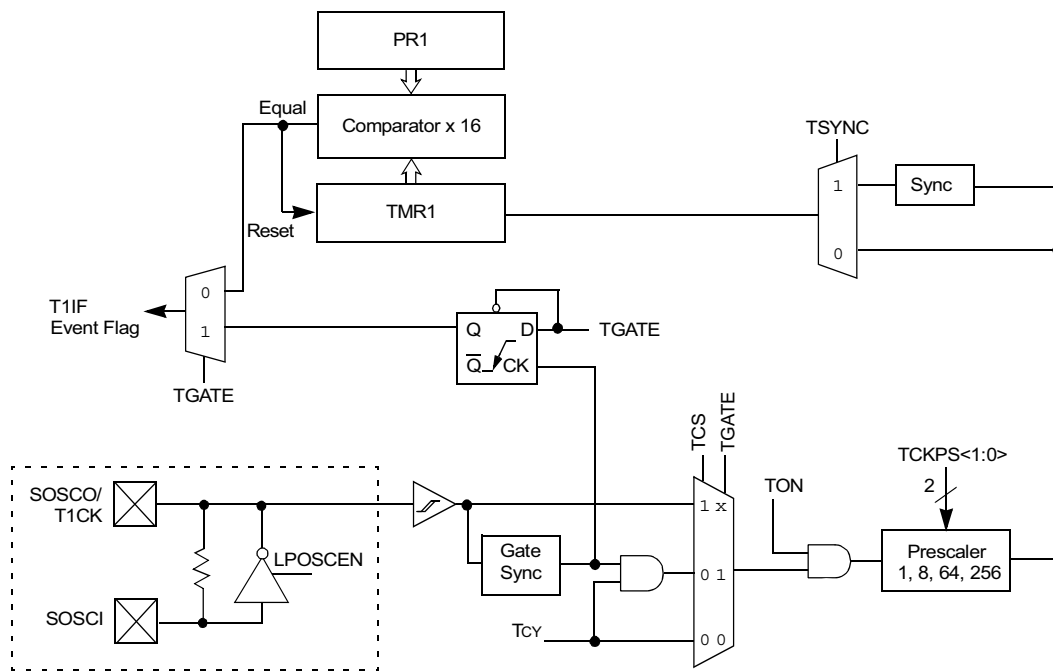 PR1
Equal
Comparator x 16
TSYNC
1
Sync
TMR1
Reset
0
0
T1IF
Event Flag
1
Q
D
TGATE
Q
CK
TGATE
TCS
TGATE
TCKPS<1:0>
SOSCO/
T1CK
1 x
TON
2
Gate
Sync
Prescaler
1, 8, 64, 256
LPOSCEN
0 1
SOSCI
TCY
0 0